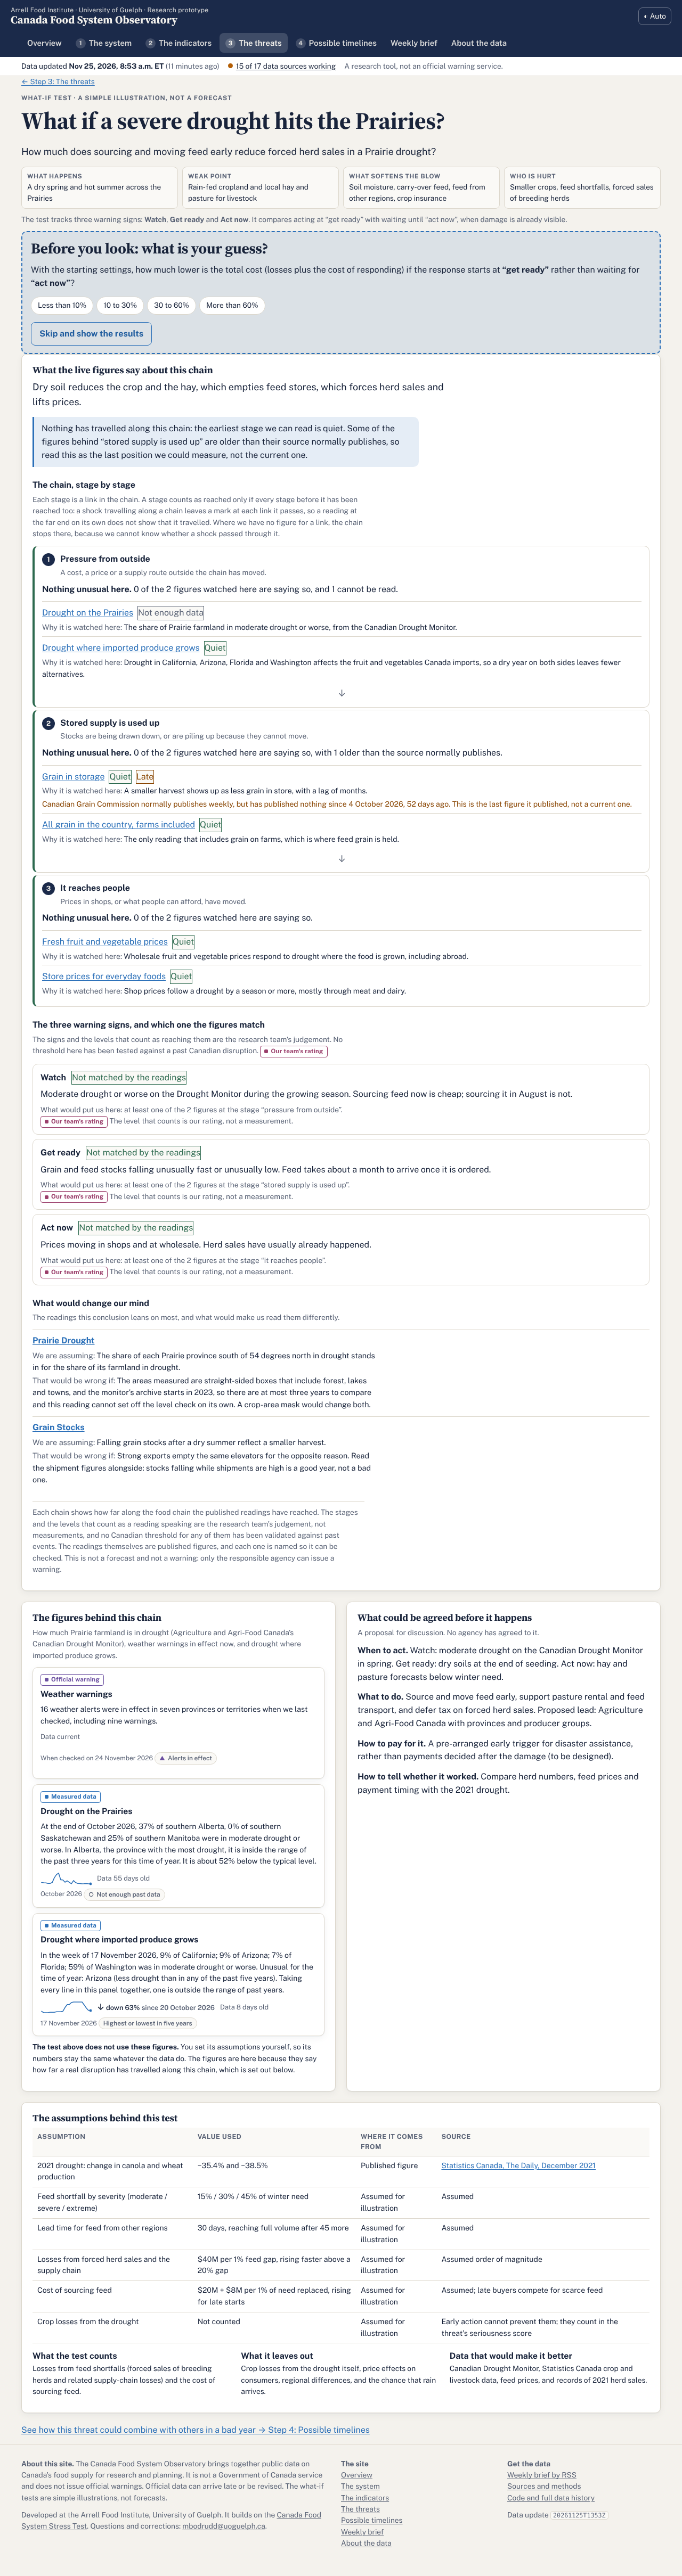 Arrell Food Institute · University of Guelph · Research prototype
Canada Food System Observatory
Auto
Overview
1 The system
2 The indicators
3 The threats
4 Possible timelines
Weekly brief
About the data
Data updated Nov 25, 2026, 8:53 a.m. ET (11 minutes ago)
15 of 17 data sources working
A research tool, not an official warning service.
← Step 3: The threats
WHAT-IF TEST · A SIMPLE ILLUSTRATION, NOT A FORECAST
What if a severe drought hits the Prairies?
How much does sourcing and moving feed early reduce forced herd sales in a Prairie drought?
WHAT HAPPENS
A dry spring and hot summer across the
Prairies
WEAK POINT
Rain-fed cropland and local hay and
pasture for livestock
WHAT SOFTENS THE BLOW
Soil moisture, carry-over feed, feed from
other regions, crop insurance
WHO IS HURT
Smaller crops, feed shortfalls, forced sales
of breeding herds
The test tracks three warning signs: Watch, Get ready and Act now. It compares acting at “get ready” with waiting until “act now”, when damage is already visible.
Before you look: what is your guess?
With the starting settings, how much lower is the total cost (losses plus the cost of responding) if the response starts at “get ready” rather than waiting for
“act now”?
Less than 10%
10 to 30%
30 to 60%
More than 60%
Skip and show the results
What the live figures say about this chain
Dry soil reduces the crop and the hay, which empties feed stores, which forces herd sales and
lifts prices.
Nothing has travelled along this chain: the earliest stage we can read is quiet. Some of the
figures behind “stored supply is used up” are older than their source normally publishes, so
read this as the last position we could measure, not the current one.
The chain, stage by stage
Each stage is a link in the chain. A stage counts as reached only if every stage before it has been
reached too: a shock travelling along a chain leaves a mark at each link it passes, so a reading at
the far end on its own does not show that it travelled. Where we have no figure for a link, the chain
stops there, because we cannot know whether a shock passed through it.
1 Pressure from outside
A cost, a price or a supply route outside the chain has moved.
Nothing unusual here. 0 of the 2 figures watched here are saying so, and 1 cannot be read.
Drought on the Prairies Not enough data
Why it is watched here: The share of Prairie farmland in moderate drought or worse, from the Canadian Drought Monitor.
Drought where imported produce grows Quiet
Why it is watched here: Drought in California, Arizona, Florida and Washington affects the fruit and vegetables Canada imports, so a dry year on both sides leaves fewer
alternatives.
↓
2 Stored supply is used up
Stocks are being drawn down, or are piling up because they cannot move.
Nothing unusual here. 0 of the 2 figures watched here are saying so, with 1 older than the source normally publishes.
Grain in storage Quiet Late
Why it is watched here: A smaller harvest shows up as less grain in store, with a lag of months.
Canadian Grain Commission normally publishes weekly, but has published nothing since 4 October 2026, 52 days ago. This is the last figure it published, not a current one.
All grain in the country, farms included Quiet
Why it is watched here: The only reading that includes grain on farms, which is where feed grain is held.
↓
3 It reaches people
Prices in shops, or what people can afford, have moved.
Nothing unusual here. 0 of the 2 figures watched here are saying so.
Fresh fruit and vegetable prices Quiet
Why it is watched here: Wholesale fruit and vegetable prices respond to drought where the food is grown, including abroad.
Store prices for everyday foods Quiet
Why it is watched here: Shop prices follow a drought by a season or more, mostly through meat and dairy.
The three warning signs, and which one the figures match
The signs and the levels that count as reaching them are the research team's judgement. No
threshold here has been tested against a past Canadian disruption. Our team's rating
Watch Not matched by the readings
Moderate drought or worse on the Drought Monitor during the growing season. Sourcing feed now is cheap; sourcing it in August is not.
What would put us here: at least one of the 2 figures at the stage “pressure from outside”.
Our team's rating The level that counts is our rating, not a measurement.
Get ready Not matched by the readings
Grain and feed stocks falling unusually fast or unusually low. Feed takes about a month to arrive once it is ordered.
What would put us here: at least one of the 2 figures at the stage “stored supply is used up”.
Our team's rating The level that counts is our rating, not a measurement.
Act now Not matched by the readings
Prices moving in shops and at wholesale. Herd sales have usually already happened.
What would put us here: at least one of the 2 figures at the stage “it reaches people”.
Our team's rating The level that counts is our rating, not a measurement.
What would change our mind
The readings this conclusion leans on most, and what would make us read them differently.
Prairie Drought
We are assuming: The share of each Prairie province south of 54 degrees north in drought stands
in for the share of its farmland in drought.
That would be wrong if: The areas measured are straight-sided boxes that include forest, lakes
and towns, and the monitor's archive starts in 2023, so there are at most three years to compare
and this reading cannot set off the level check on its own. A crop-area mask would change both.
Grain Stocks
We are assuming: Falling grain stocks after a dry summer reflect a smaller harvest.
That would be wrong if: Strong exports empty the same elevators for the opposite reason. Read
the shipment figures alongside: stocks falling while shipments are high is a good year, not a bad
one.
Each chain shows how far along the food chain the published readings have reached. The stages
and the levels that count as a reading speaking are the research team's judgement, not
measurements, and no Canadian threshold for any of them has been validated against past
events. The readings themselves are published figures, and each one is named so it can be
checked. This is not a forecast and not a warning: only the responsible agency can issue a
warning.
The figures behind this chain
How much Prairie farmland is in drought (Agriculture and Agri-Food Canada's
Canadian Drought Monitor), weather warnings in effect now, and drought where
imported produce grows.
Official warning
Weather warnings
16 weather alerts were in effect in seven provinces or territories when we last
checked, including nine warnings.
Data current
When checked on 24 November 2026 ▲ Alerts in effect
Measured data
Drought on the Prairies
At the end of October 2026, 37% of southern Alberta, 0% of southern
Saskatchewan and 25% of southern Manitoba were in moderate drought or
worse. In Alberta, the province with the most drought, it is inside the range of
the past three years for this time of year. It is about 52% below the typical level.
Data 55 days old
October 2026 Not enough past data
Measured data
Drought where imported produce grows
In the week of 17 November 2026, 9% of California; 9% of Arizona; 7% of
Florida; 59% of Washington was in moderate drought or worse. Unusual for the
time of year: Arizona (less drought than in any of the past five years). Taking
every line in this panel together, one is outside the range of past years.
↓ down 63% since 20 October 2026 Data 8 days old
17 November 2026 Highest or lowest in five years
The test above does not use these figures. You set its assumptions yourself, so its
numbers stay the same whatever the data do. The figures are here because they say
how far a real disruption has travelled along this chain, which is set out below.
What could be agreed before it happens
A proposal for discussion. No agency has agreed to it.
When to act. Watch: moderate drought on the Canadian Drought Monitor
in spring. Get ready: dry soils at the end of seeding. Act now: hay and
pasture forecasts below winter need.
What to do. Source and move feed early, support pasture rental and feed
transport, and defer tax on forced herd sales. Proposed lead: Agriculture
and Agri-Food Canada with provinces and producer groups.
How to pay for it. A pre-arranged early trigger for disaster assistance,
rather than payments decided after the damage (to be designed).
How to tell whether it worked. Compare herd numbers, feed prices and
payment timing with the 2021 drought.
The assumptions behind this test
ASSUMPTION
VALUE USED
WHERE IT COMES
FROM
SOURCE
2021 drought: change in canola and wheat
production
−35.4% and −38.5%
Published figure
Statistics Canada, The Daily, December 2021
Feed shortfall by severity (moderate /
severe / extreme)
15% / 30% / 45% of winter need
Assumed for
illustration
Assumed
Lead time for feed from other regions
30 days, reaching full volume after 45 more
Assumed for
illustration
Assumed
Losses from forced herd sales and the
supply chain
$40M per 1% feed gap, rising faster above a
20% gap
Assumed for
illustration
Assumed order of magnitude
Cost of sourcing feed
$20M + $8M per 1% of need replaced, rising
for late starts
Assumed for
illustration
Assumed; late buyers compete for scarce feed
Crop losses from the drought
Not counted
Assumed for
illustration
Early action cannot prevent them; they count in the
threat's seriousness score
What the test counts
Losses from feed shortfalls (forced sales of breeding
herds and related supply-chain losses) and the cost of
sourcing feed.
What it leaves out
Crop losses from the drought itself, price effects on
consumers, regional differences, and the chance that rain
arrives.
Data that would make it better
Canadian Drought Monitor, Statistics Canada crop and
livestock data, feed prices, and records of 2021 herd sales.
See how this threat could combine with others in a bad year → Step 4: Possible timelines
About this site. The Canada Food System Observatory brings together public data on
Canada's food supply for research and planning. It is not a Government of Canada service
and does not issue official warnings. Official data can arrive late or be revised. The what-if
tests are simple illustrations, not forecasts.
Developed at the Arrell Food Institute, University of Guelph. It builds on the Canada Food
System Stress Test. Questions and corrections: mbodrudd@uoguelph.ca.
The site
Overview
The system
The indicators
The threats
Possible timelines
Weekly brief
About the data
Get the data
Weekly brief by RSS
Sources and methods
Code and full data history
Data update 20261125T1353Z